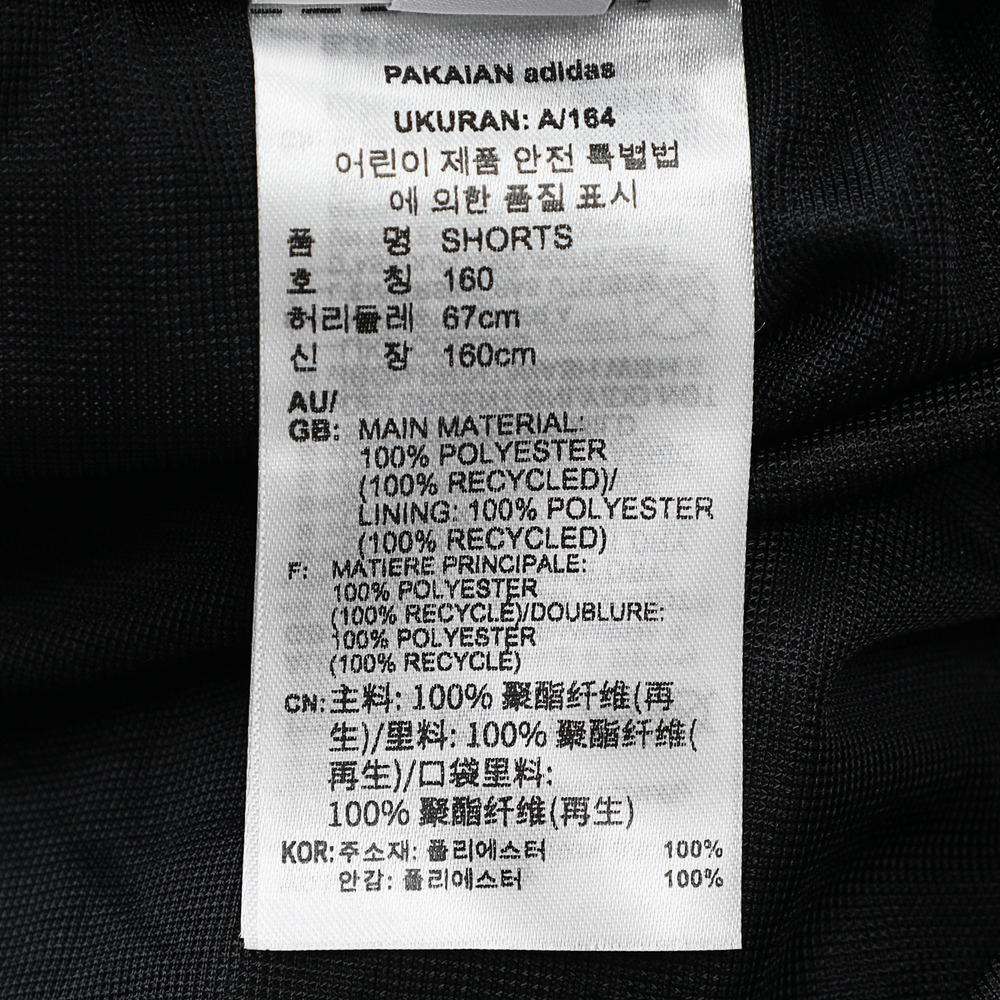 PAKAIAN adidas
UKURAN: A/164
어린이 제품 안전 특별법
에 의한 품질 표시
품 명 SHORTS
호 칭 160
허리둘레 67cm
신 장 160cm
AU/
GB: MAIN MATERIAL:
100% POLYESTER
(100% RECYCLED)/
LINING: 100% POLYESTER
(100% RECYCLED)
F: MATIERE PRINCIPALE:
100% POLYESTER
(100% RECYCLÉ)/DOUBLURE:
100% POLYESTER
(100% RECYCLÉ)
CN: 主料: 100% 聚酯纤维(再
生)/里料: 100% 聚酯纤维(
再生)/口袋里料:
100% 聚酯纤维(再生)
KOR: 주소재: 폴리에스터 100%
안감: 폴리에스터 100%